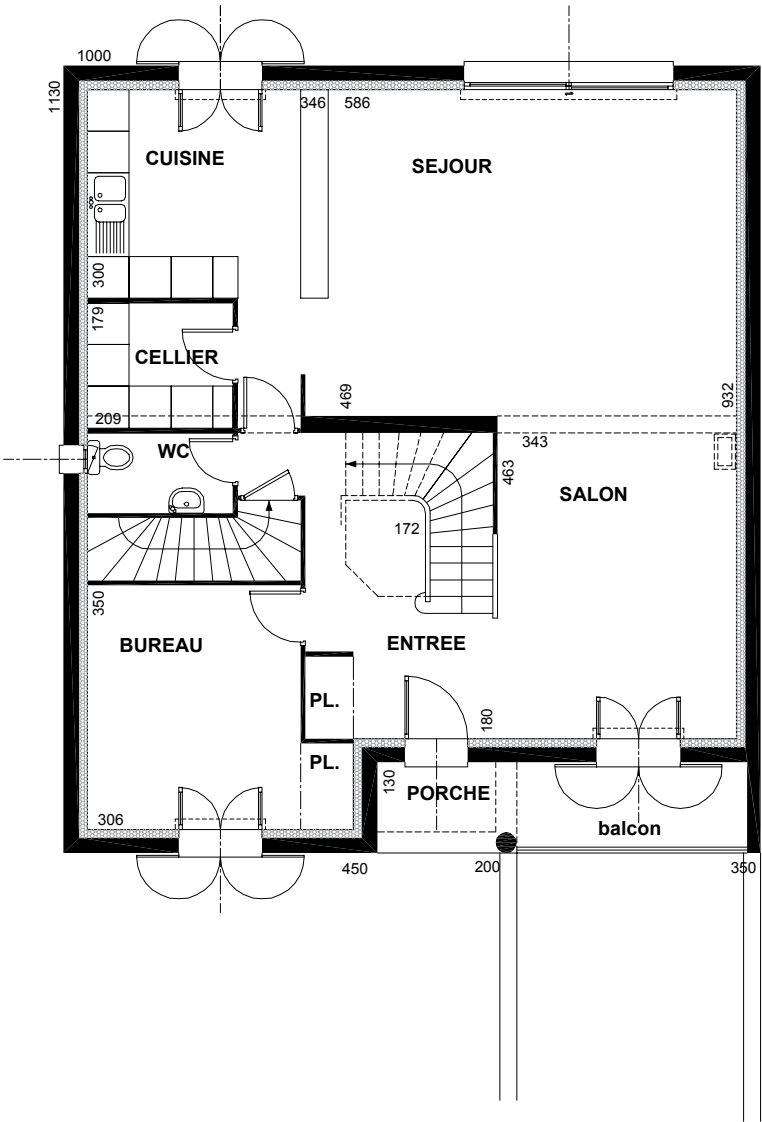 1000
1130
346 586
CUISINE
SEJOUR
300
179
CELLIER
209
469
932
343
WC
463
SALON
172
350
BUREAU
ENTREE
PL.
180
PL.
130
PORCHE
306
balcon
450
200
350